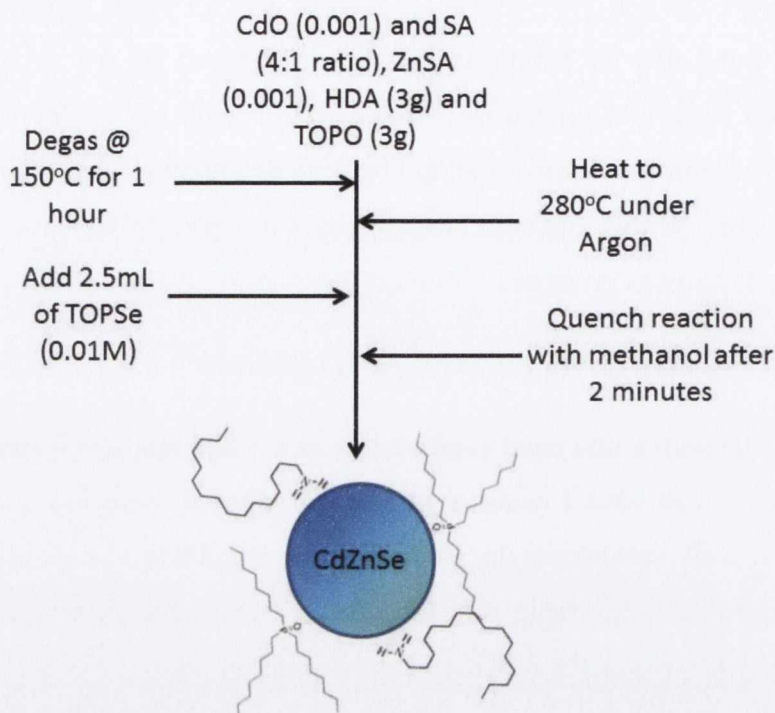 CdO (0.001) and SA
(4:1 ratio), ZnSA
(0.001), HDA (3g) and
TOPO (3g)
Degas @
150°C for 1
hour
Heat to
280°C under
Argon
Add 2.5mL
of TOPSe
(0.01M)
Quench reaction
with methanol after
2 minutes
CdZnSe